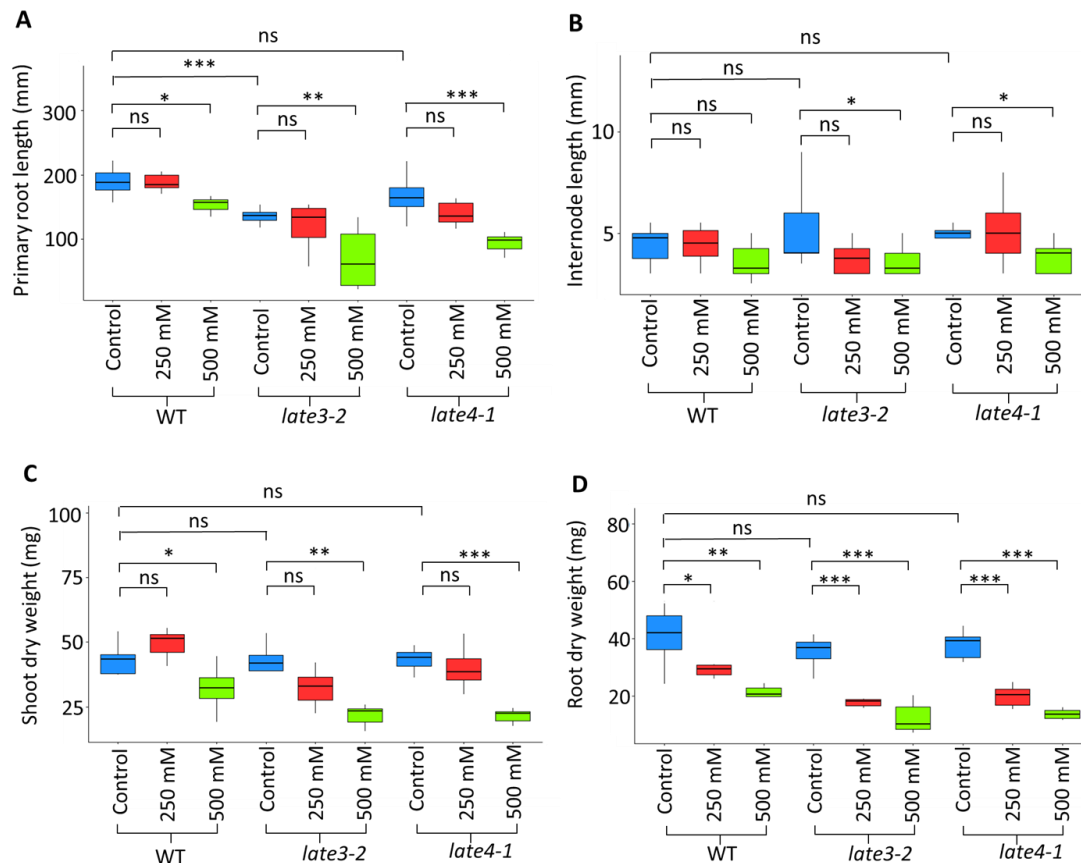 A
ns
***
*
**
***
ns
ns
ns
Primary root length (mm)
300
200
100
Control
250 mM
500 mM
Control
250 mM
500 mM
Control
250 mM
500 mM
WT
late3-2
late4-1
B
ns
ns
ns
*
*
ns
ns
ns
Internode length (mm)
10
5
Control
250 mM
500 mM
Control
250 mM
500 mM
Control
250 mM
500 mM
WT
late3-2
late4-1
C
ns
ns
*
**
***
ns
ns
ns
Shoot dry weight (mg)
100
75
50
25
Control
250 mM
500 mM
Control
250 mM
500 mM
Control
250 mM
500 mM
WT
late3-2
late4-1
D
ns
ns
**
***
***
*
***
***
Root dry weight (mg)
80
60
40
20
Control
250 mM
500 mM
Control
250 mM
500 mM
Control
250 mM
500 mM
WT
late3-2
late4-1